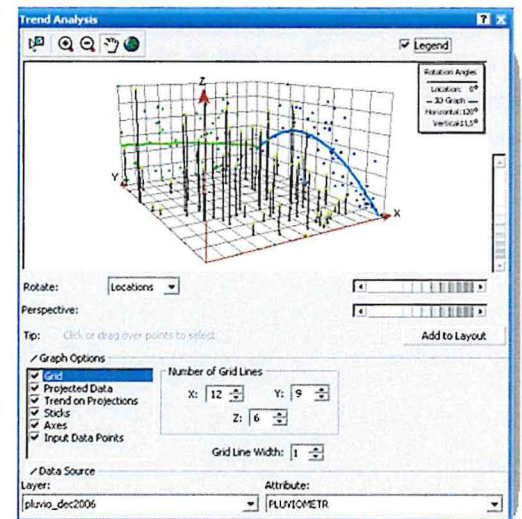 Trend Analysis
Legend
Rotation Angles
Location: 0°
3D Graph
Horizontal: 120°
Vertical: 11,5°
Z
Y
X
Rotate: Locations
Perspective:
Tip: Click or drag over points to select
Add to Layout
Graph Options
Grid
Projected Data
Trend on Projections
Sticks
Axes
Input Data Points
Number of Grid Lines
X: 12 Y: 9
Z: 6
Grid Line Width: 1
Data Source
Layer: Attribute:
pluvio_dec2006 PLUVIOMETR